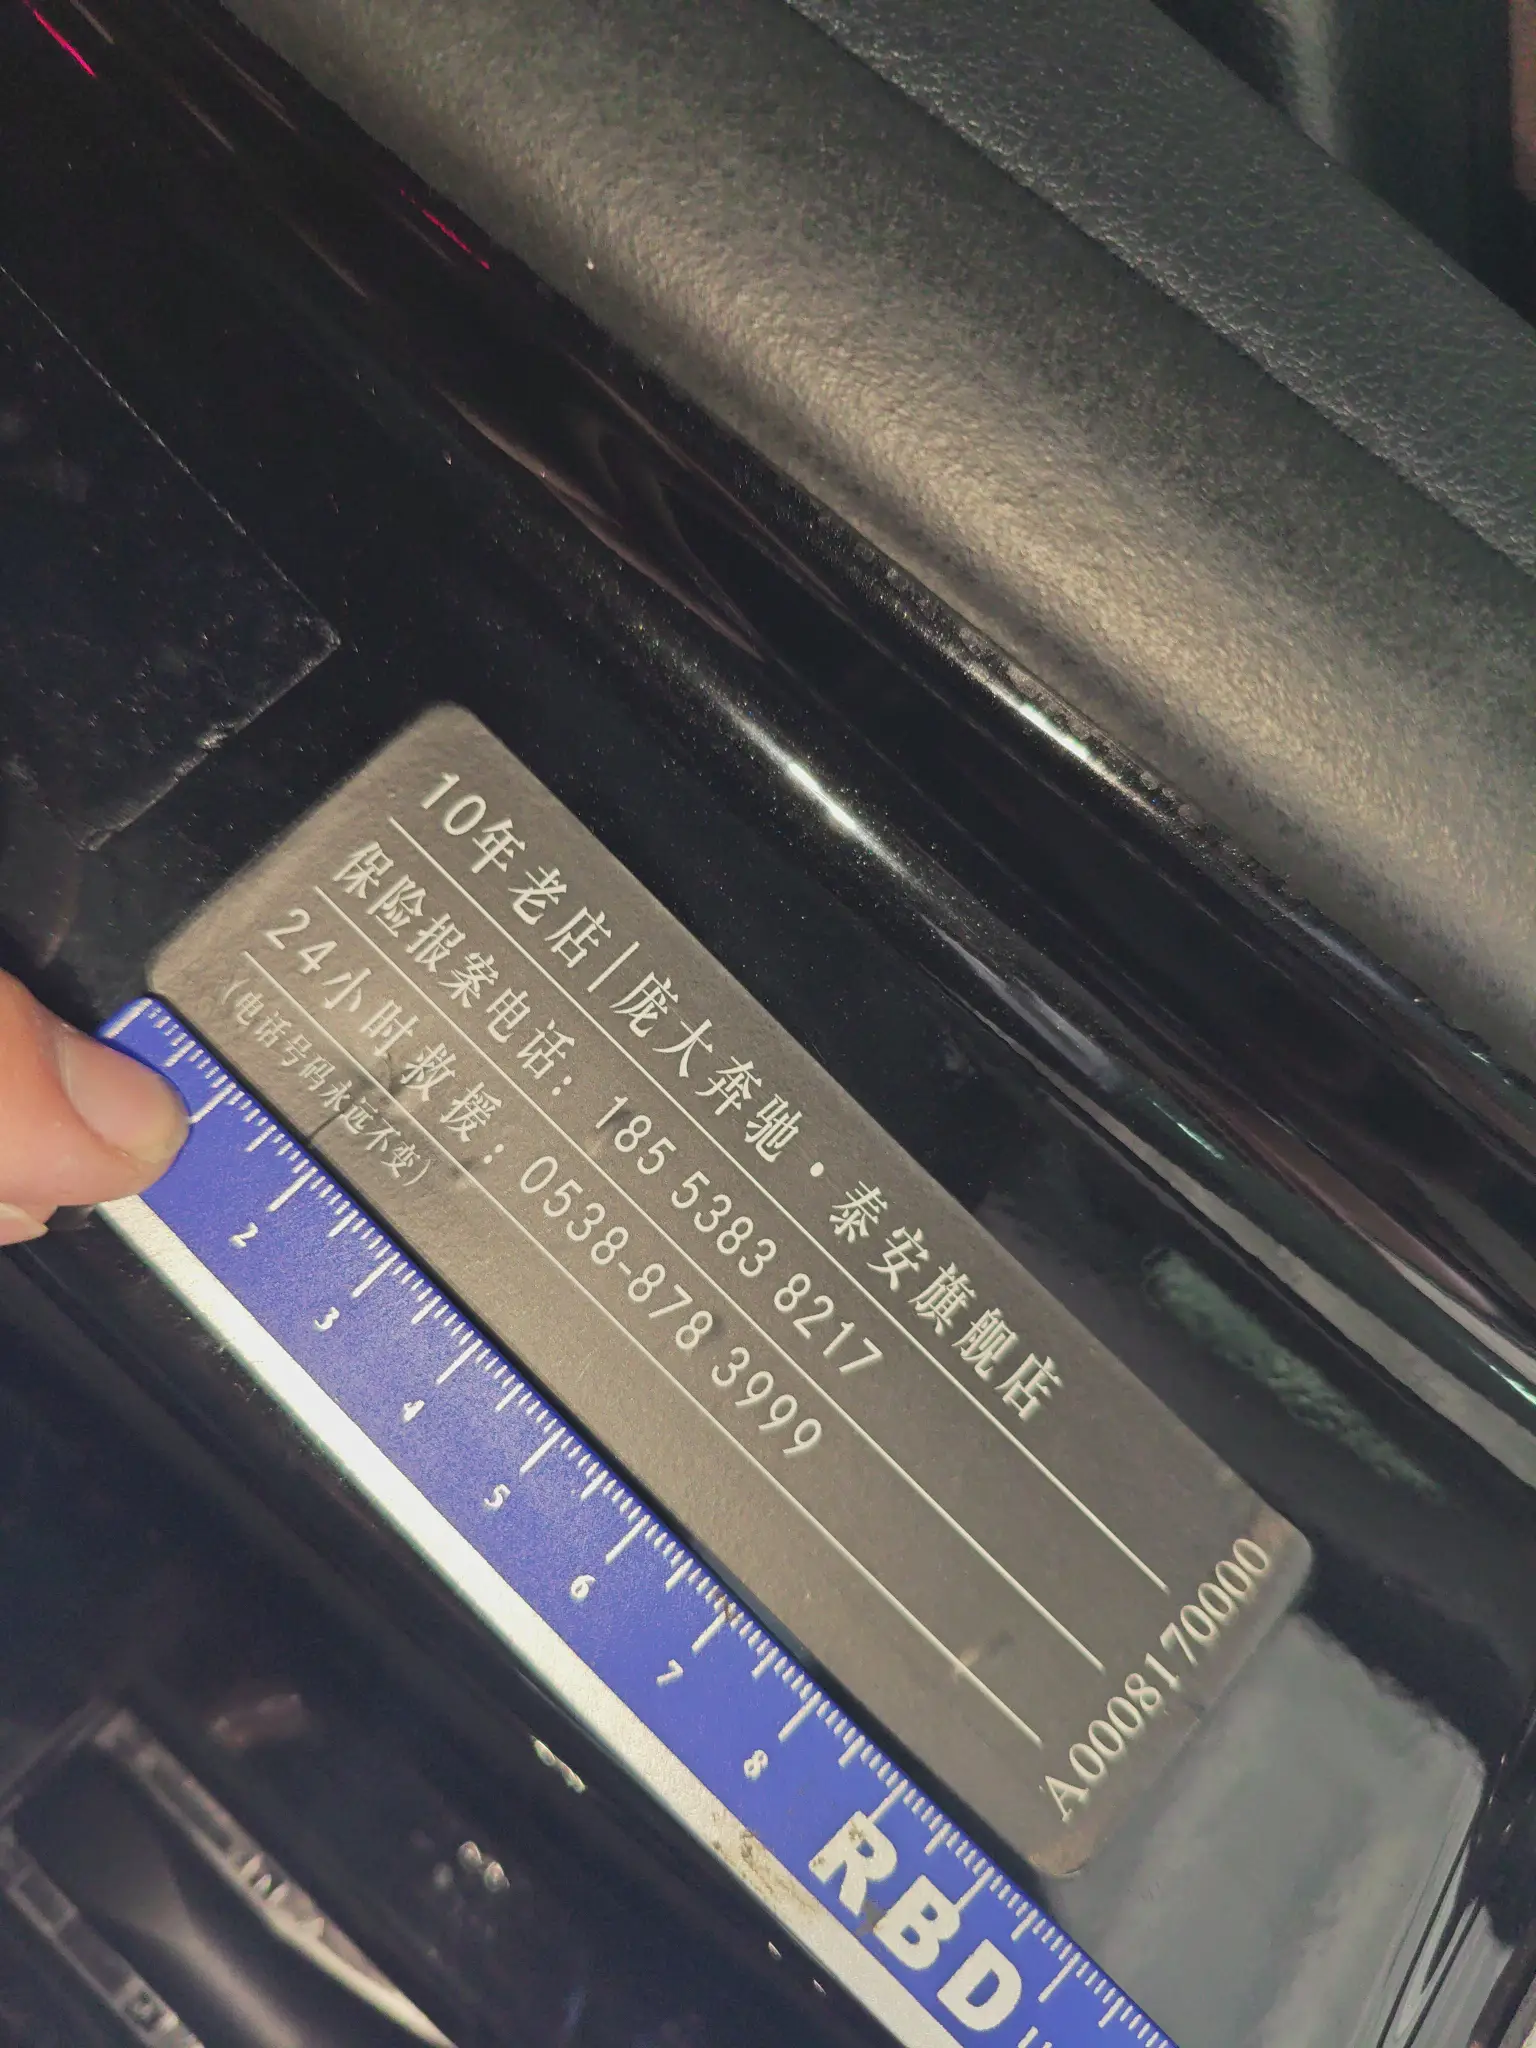 10年老店|庞大奔驰·泰安旗舰店
保险报案电话：185 5383 8217
24小时救援：0538-878 3999
（电话号码永远不变）
A0008170000
2 3 4 5 6 7 8
RBD